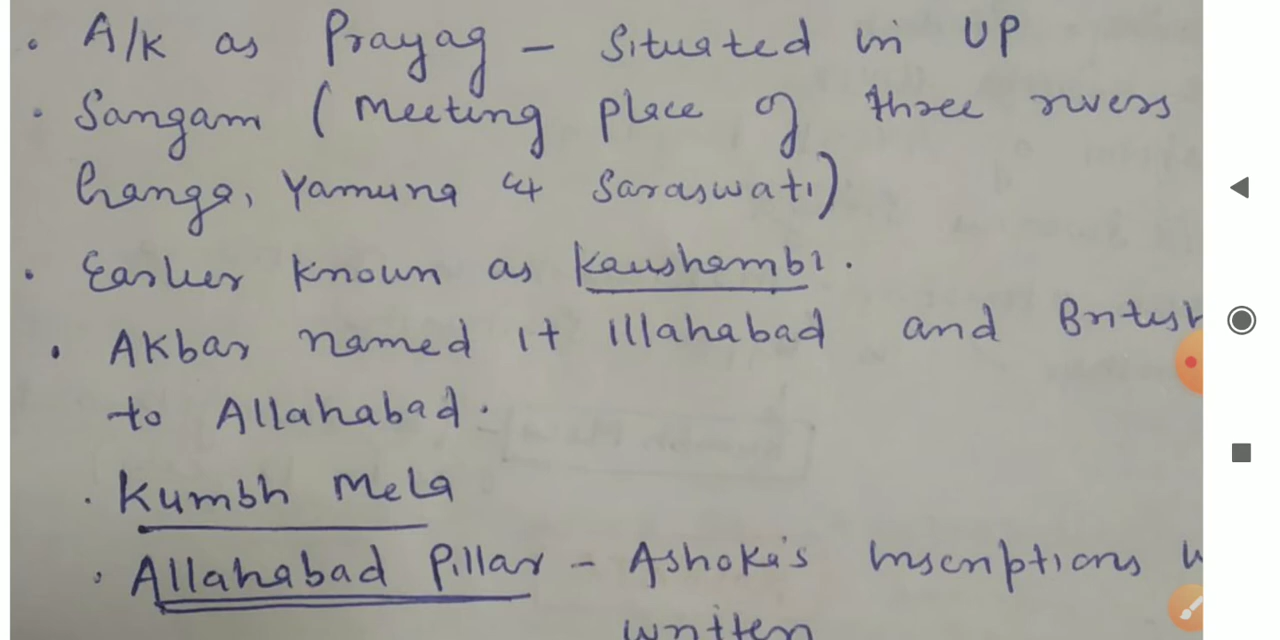 • A/k as Prayag – Situated in UP
• Sangam (Meeting place of three rivers
Ganga, Yamuna & Saraswati)
• Earlier known as Kaushambi.
• Akbar named it Illahabad and British
to Allahabad.
• Kumbh Mela
• Allahabad Pillar – Ashoka's Inscriptions
written